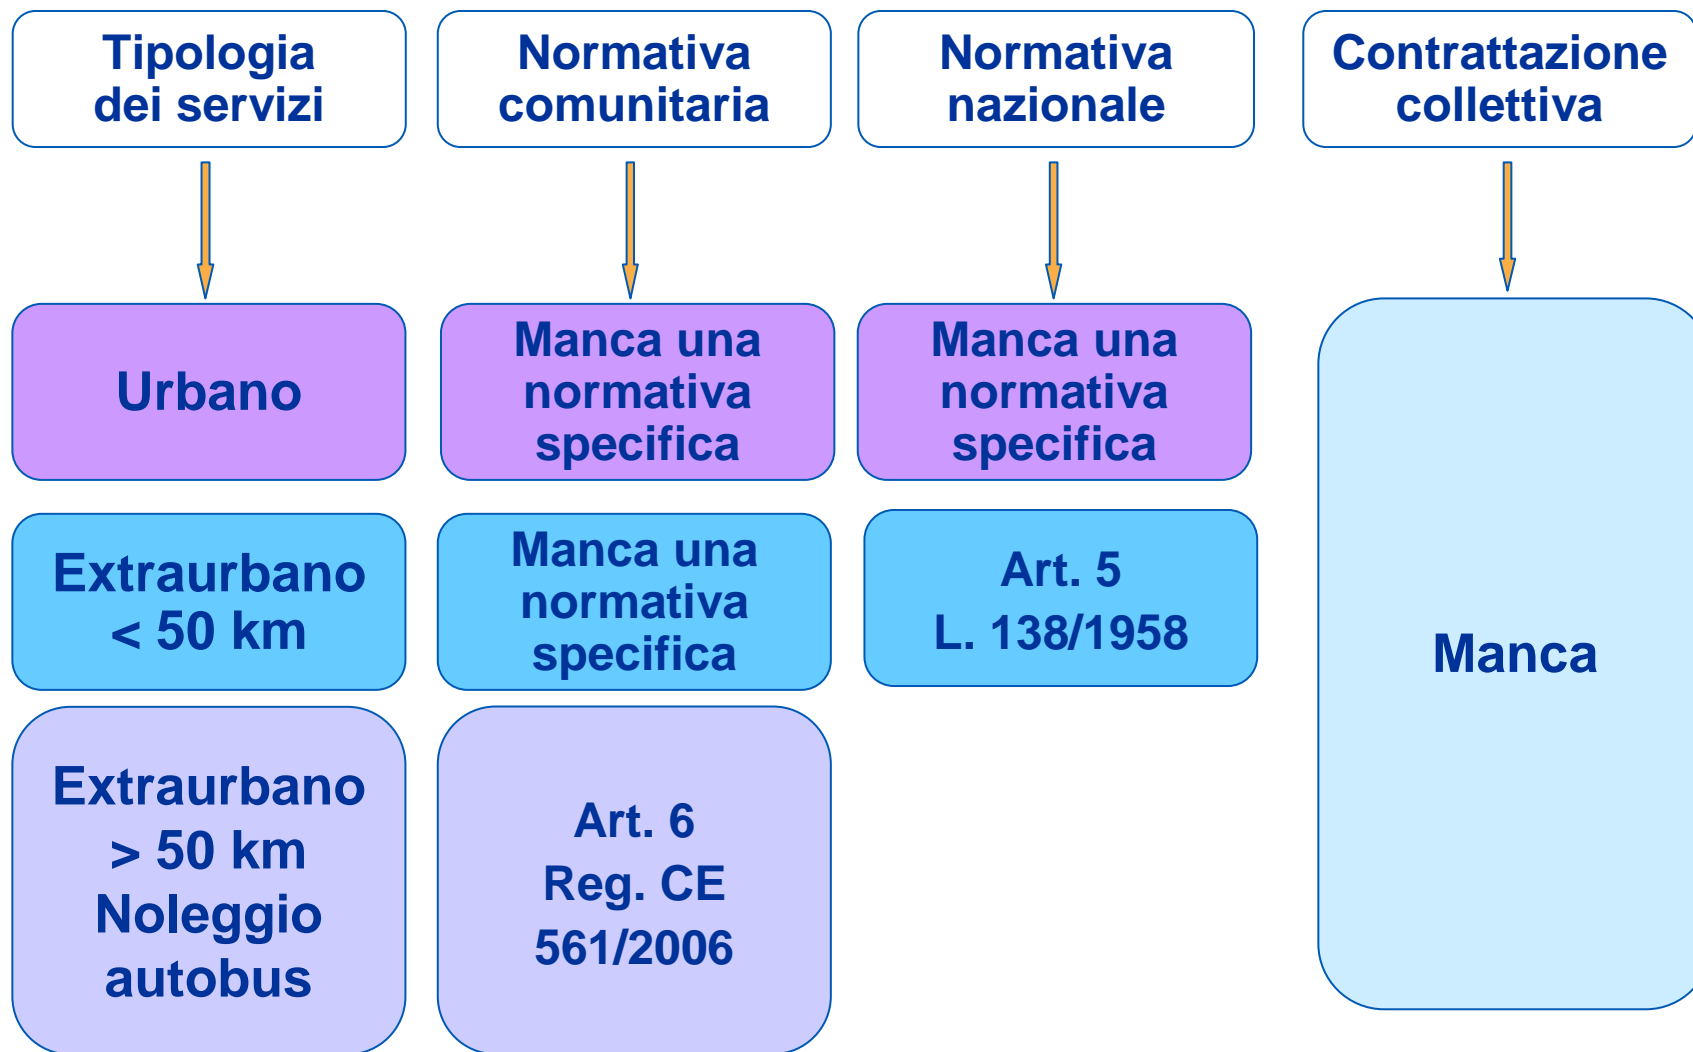 Tipologia
dei servizi
Normativa
comunitaria
Normativa
nazionale
Contrattazione
collettiva
Urbano
Manca una
normativa
specifica
Manca una
normativa
specifica
Extraurbano
< 50 km
Manca una
normativa
specifica
Art. 5
L. 138/1958
Manca
Extraurbano
> 50 km
Noleggio
autobus
Art. 6
Reg. CE
561/2006